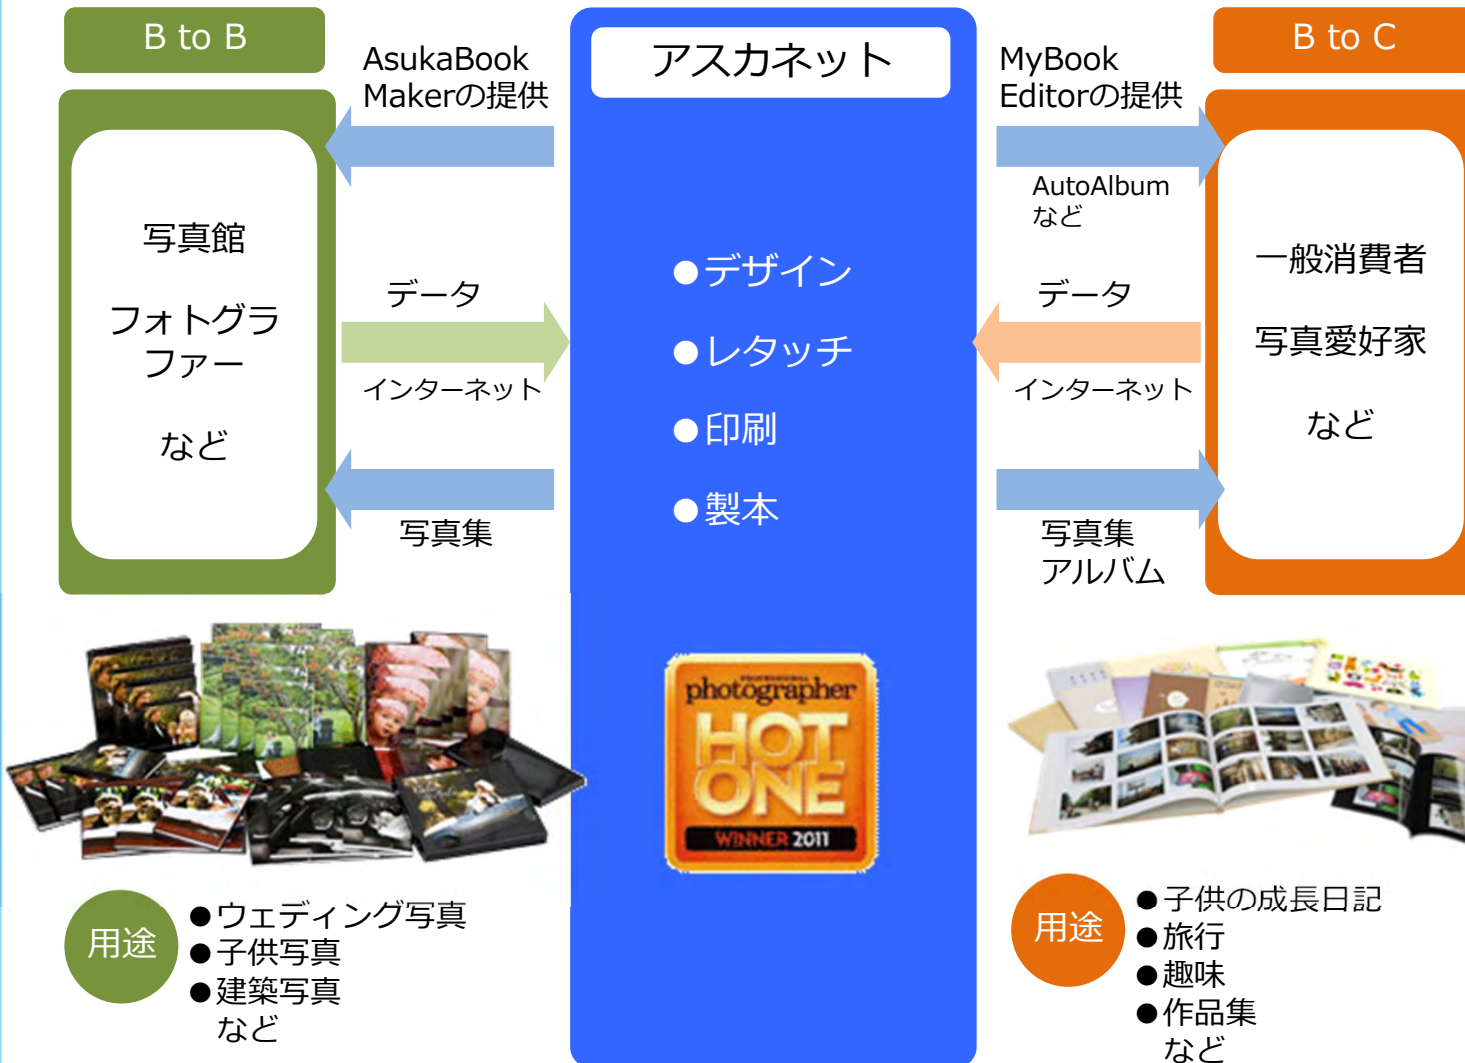 B to B
AsukaBook
Makerの提供
写真館
フォトグラ
ファー
など
データ
インターネット
写真集
用途
●ウェディング写真
●子供写真
●建築写真
など
アスカネット
●デザイン
●レタッチ
●印刷
●製本
PROFESSIONAL
photographer
HOT
ONE
WINNER 2011
B to C
MyBook
Editorの提供
AutoAlbum
など
データ
インターネット
写真集
アルバム
一般消費者
写真愛好家
など
用途
●子供の成長日記
●旅行
●趣味
●作品集
など